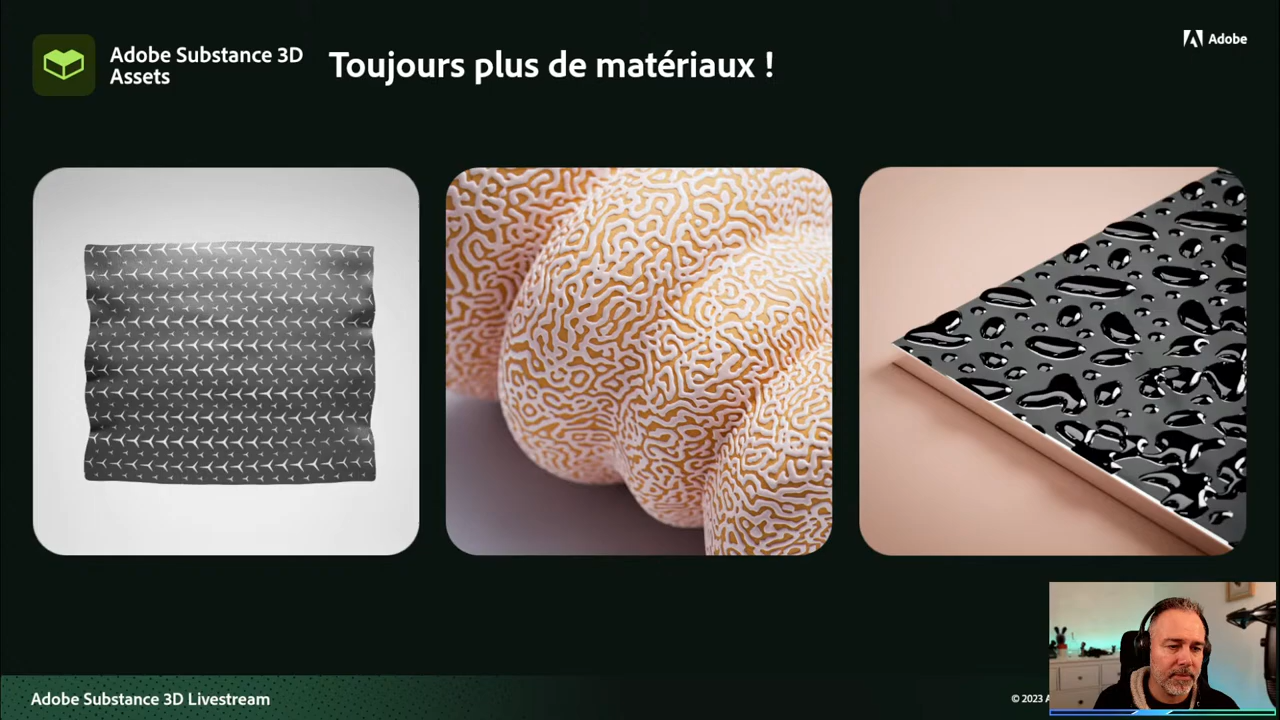 Adobe Substance 3D
Assets
Toujours plus de matériaux !
Adobe
Adobe Substance 3D Livestream
© 2023